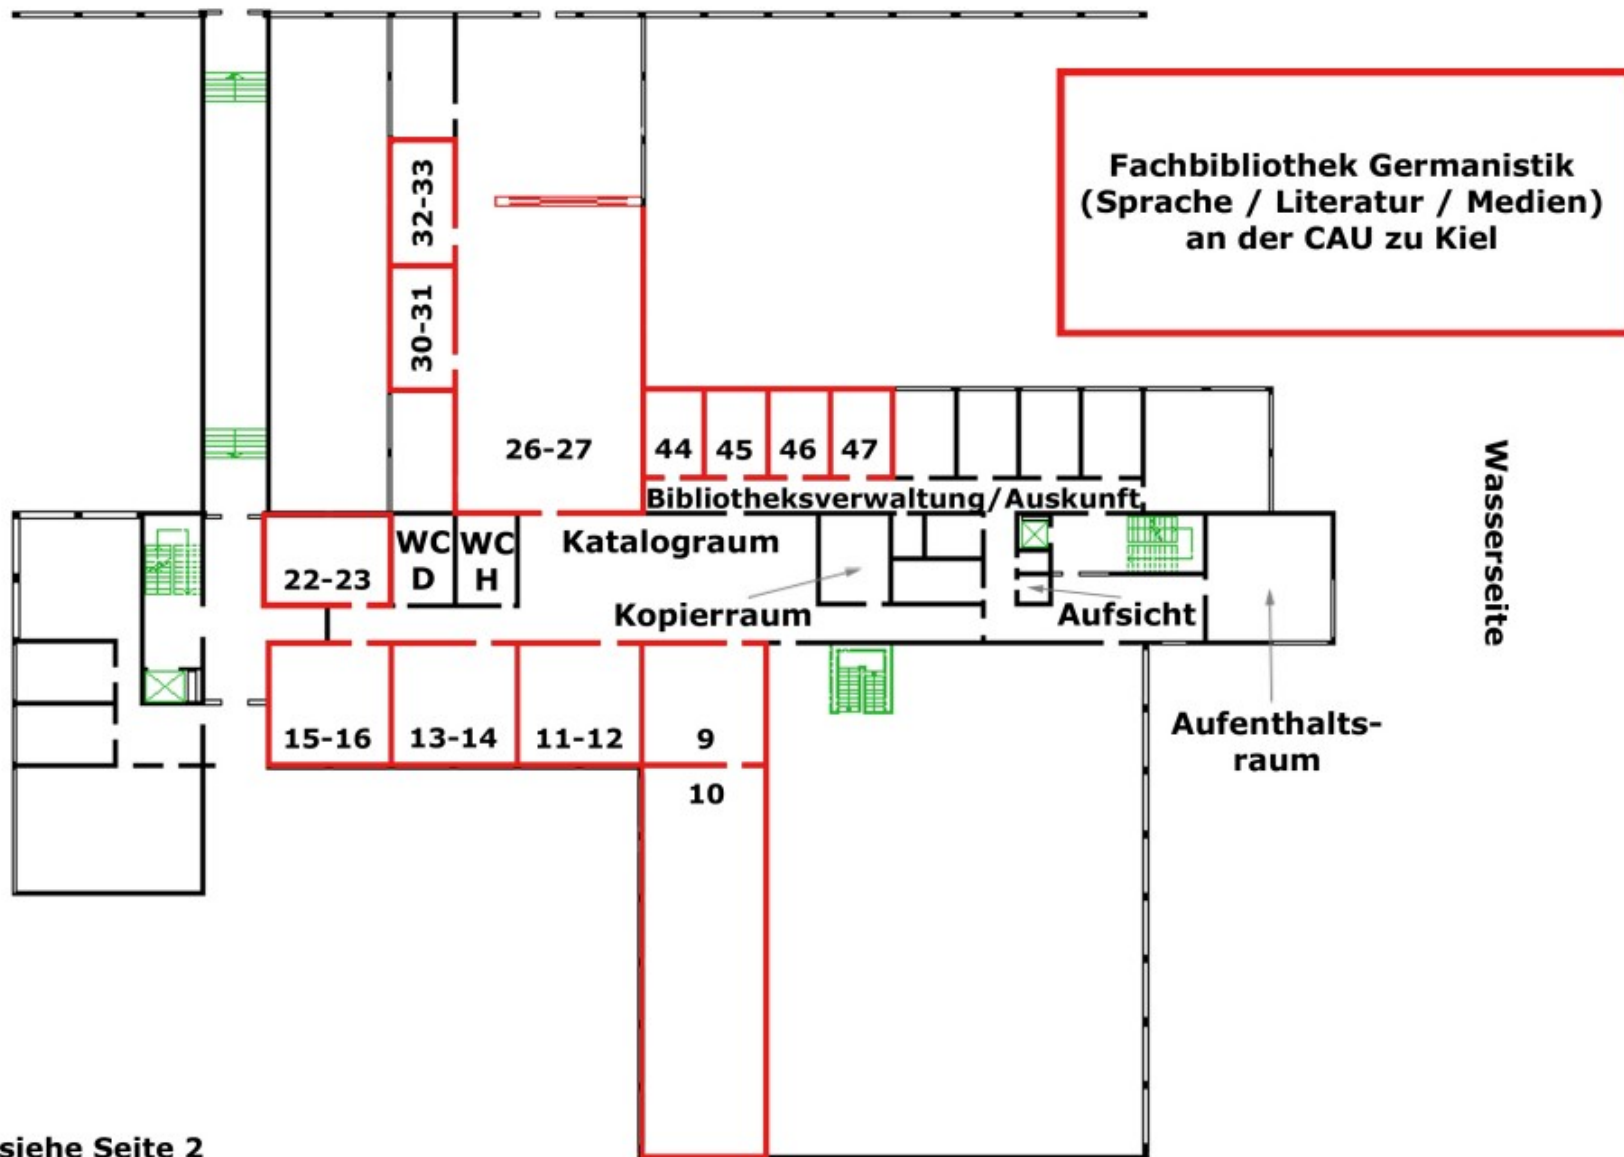 Fachbibliothek Germanistik
(Sprache / Literatur / Medien)
an der CAU zu Kiel
32-33
30-31
26-27
44
45
46
47
Bibliotheksverwaltung/Auskunft
Wasserseite
22-23
WC
D
WC
H
Katalograum
Kopierraum
Aufsicht
15-16
13-14
11-12
9
10
Aufenthalts-
raum
siehe Seite 2